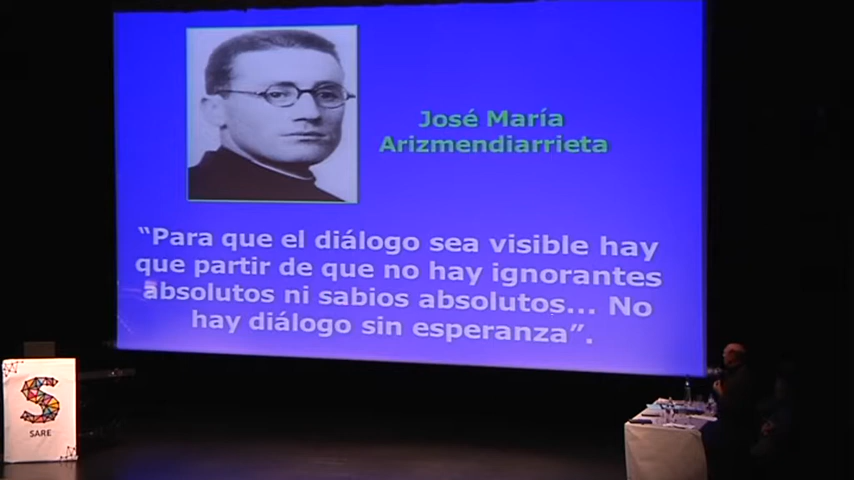 José María
Arizmendiarrieta
“Para que el diálogo sea visible hay
que partir de que no hay ignorantes
absolutos ni sabios absolutos... No
hay diálogo sin esperanza”.
S
SARE